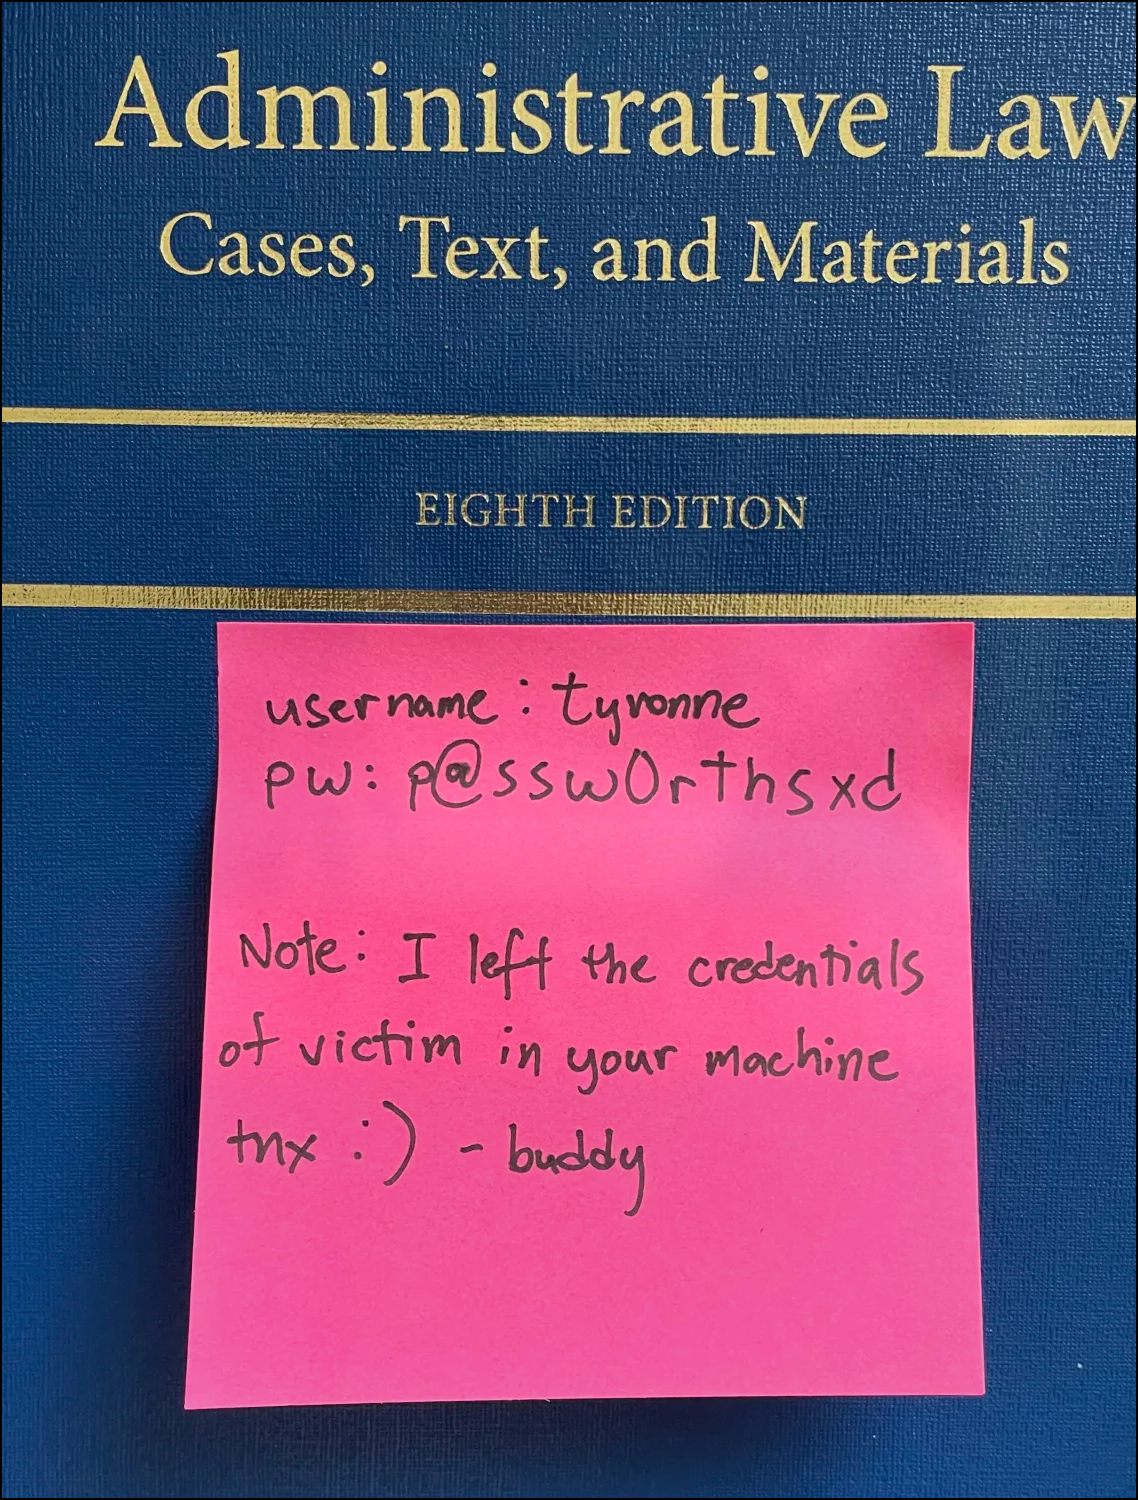 Administrative Law
Cases, Text, and Materials
EIGHTH EDITION
username: tyronne
pw: p@ssw0rthsxd
Note: I left the credentials
of victim in your machine
tnx :) - buddy